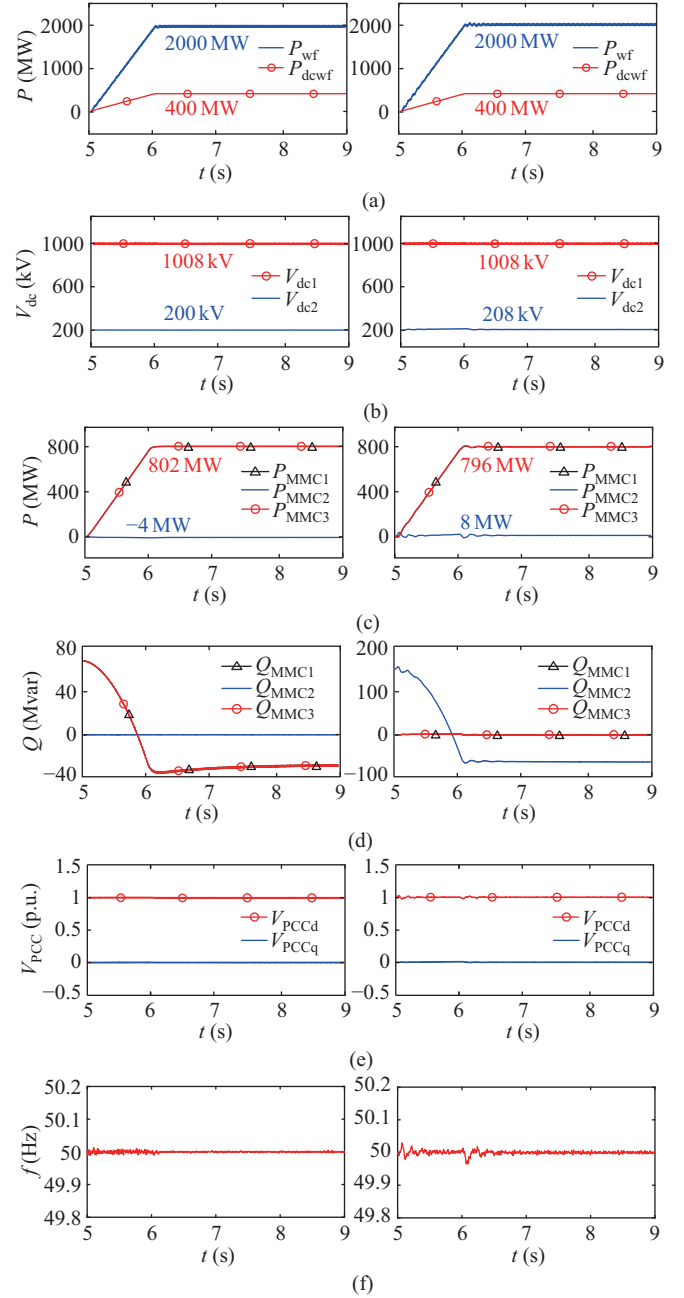 2000
1000
0
P (MW)
2000 MW
P_wf
P_dcwf
400 MW
5 6 7 8 9
t (s)
2000
1000
0
2000 MW
P_wf
P_dcwf
400 MW
5 6 7 8 9
t (s)
(a)
1000
600
200
V_dc (kV)
1008 kV
V_dc1
V_dc2
200 kV
5 6 7 8 9
t (s)
1000
600
200
1008 kV
V_dc1
V_dc2
208 kV
5 6 7 8 9
t (s)
(b)
800
400
0
P (MW)
802 MW
P_MMC1
P_MMC2
P_MMC3
−4 MW
5 6 7 8 9
t (s)
800
400
0
796 MW
P_MMC1
P_MMC2
P_MMC3
8 MW
5 6 7 8 9
t (s)
(c)
80
40
0
−40
Q (Mvar)
Q_MMC1
Q_MMC2
Q_MMC3
5 6 7 8 9
t (s)
200
100
0
−100
Q_MMC1
Q_MMC2
Q_MMC3
5 6 7 8 9
t (s)
(d)
1.5
1
0.5
0
−0.5
V_PCC (p.u.)
V_PCCd
V_PCCq
5 6 7 8 9
t (s)
1.5
1
0.5
0
−0.5
V_PCCd
V_PCCq
5 6 7 8 9
t (s)
(e)
50.2
50.1
50
49.9
49.8
f (Hz)
5 6 7 8 9
t (s)
50.2
50.1
50
49.9
49.8
5 6 7 8 9
t (s)
(f)